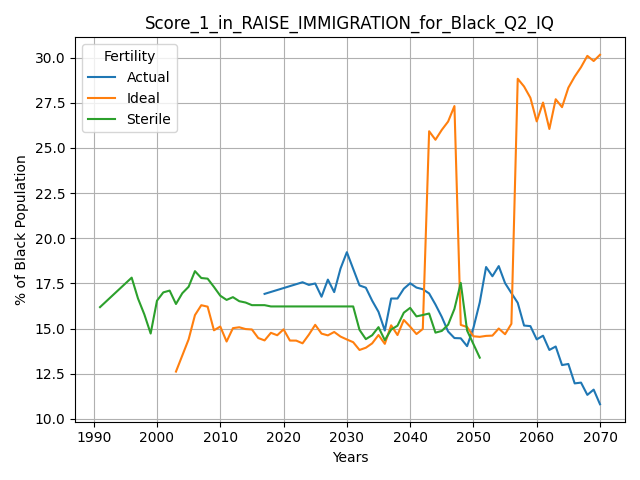 Score_1_in_RAISE_IMMIGRATION_for_Black_Q2_IQ
Fertility
Actual
Ideal
Sterile
% of Black Population
30.0
27.5
25.0
22.5
20.0
17.5
15.0
12.5
10.0
1990 2000 2010 2020 2030 2040 2050 2060 2070
Years